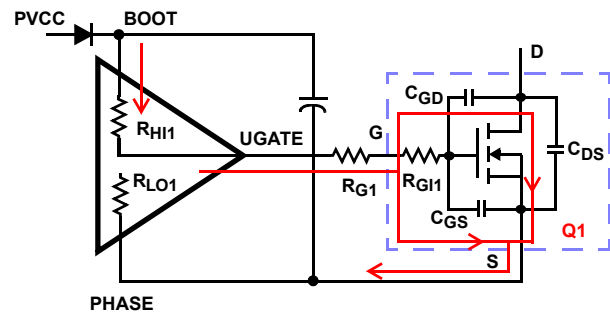 PVCC
BOOT
D
CGD
RHI1
UGATE
G
CDS
RLO1
RG1
RGI1
CGS
Q1
S
PHASE